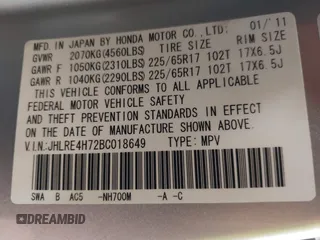 MFD. IN JAPAN BY HONDA MOTOR CO., LTD. 01/'11
GVWR 2070KG(4560LBS) TIRE SIZE RIM SIZE
GAWR F 1050KG(2310LBS) 225/65R17 102T 17X6.5J
GAWR R 1040KG(2290LBS) 225/65R17 102T 17X6.5J
THIS VEHICLE CONFORMS TO ALL APPLICABLE
FEDERAL MOTOR VEHICLE SAFETY AND THEFT
PREVENTION STANDARDS IN EFFECT ON THE DATE
OF MANUFACTURE SHOWN ABOVE.
V.I.N:JHLRE4H72BC018649 TYPE: MPV
SWA B AC5 -NH700M -A -C
DREAMBID